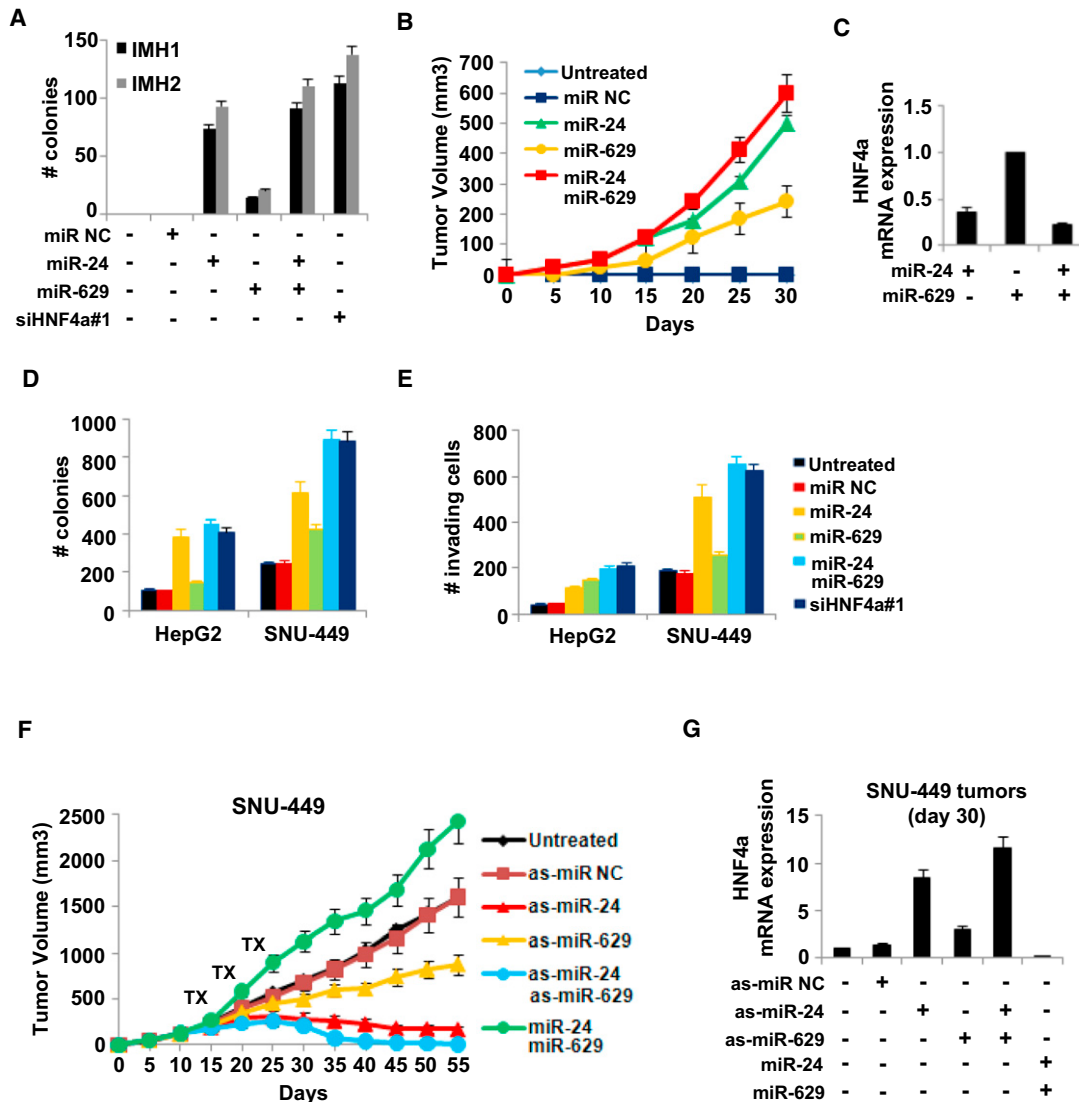 A
150
100
50
0
# colonies
IMH1
IMH2
miR NC - + - - - -
miR-24 - - + - + -
miR-629 - - - + + -
siHNF4a#1 - - - - - +
B
700
600
500
400
300
200
100
0
Tumor Volume (mm3)
Untreated
miR NC
miR-24
miR-629
miR-24
miR-629
0 5 10 15 20 25 30
Days
C
1.5
1.0
0.5
0
HNF4a
mRNA expression
miR-24 + - +
miR-629 - + +
D
1000
800
600
400
200
0
# colonies
HepG2 SNU-449
E
800
600
400
200
0
# invading cells
HepG2 SNU-449
Untreated
miR NC
miR-24
miR-629
miR-24
miR-629
siHNF4a#1
F
SNU-449
2500
2000
1500
1000
500
0
Tumor Volume (mm3)
TX
TX
TX
Untreated
as-miR NC
as-miR-24
as-miR-629
as-miR-24
as-miR-629
miR-24
miR-629
0 5 10 15 20 25 30 35 40 45 50 55
Days
G
SNU-449 tumors
(day 30)
15
10
5
0
HNF4a
mRNA expression
as-miR NC - + - - - -
as-miR-24 - - + - + -
as-miR-629 - - - + + -
miR-24 - - - - - +
miR-629 - - - - - +